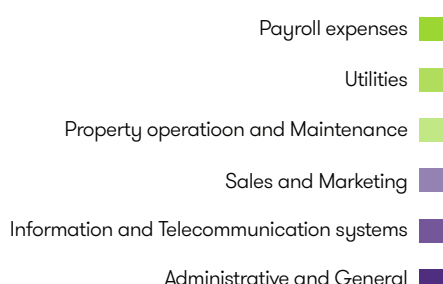 Payroll expenses
Utilities
Property operatioon and Maintenance
Sales and Marketing
Information and Telecommunication systems
Administrative and General